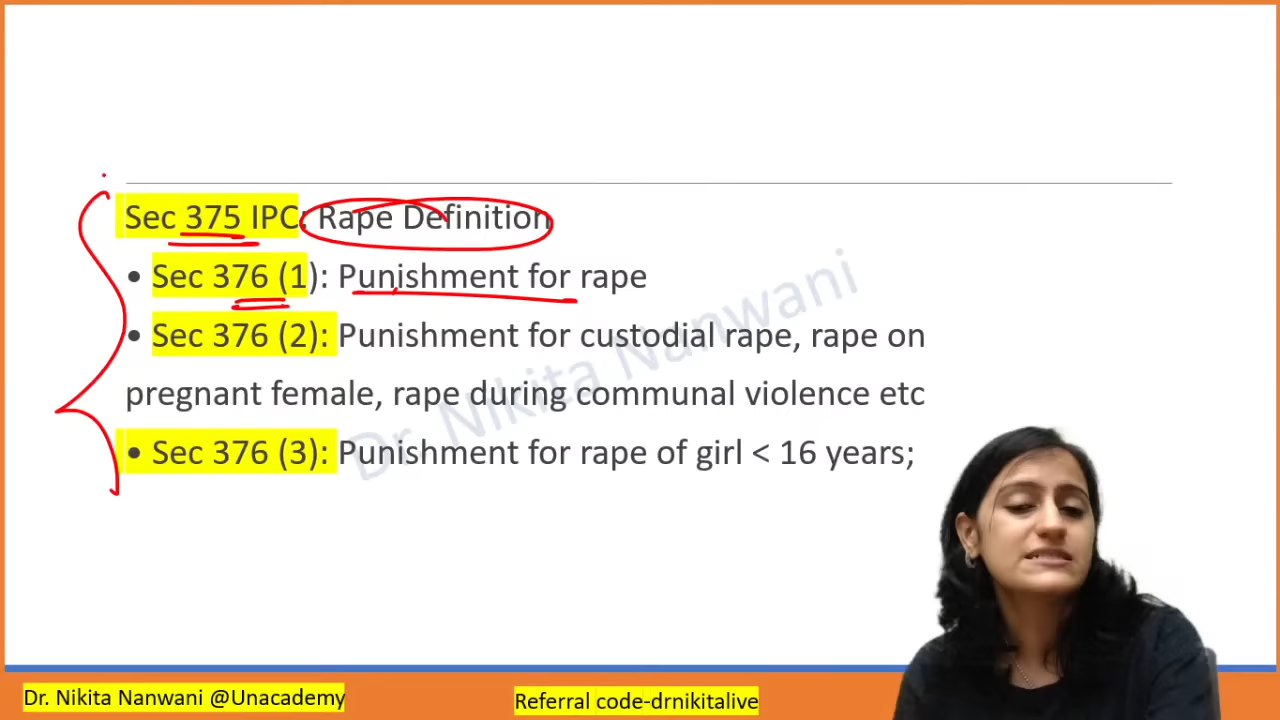 Sec 375 IPC: Rape Definition
• Sec 376 (1): Punishment for rape
• Sec 376 (2): Punishment for custodial rape, rape on
pregnant female, rape during communal violence etc
• Sec 376 (3): Punishment for rape of girl < 16 years;
Dr. Nikita Nanwani
Dr. Nikita Nanwani @Unacademy
Referral code-drnikitalive